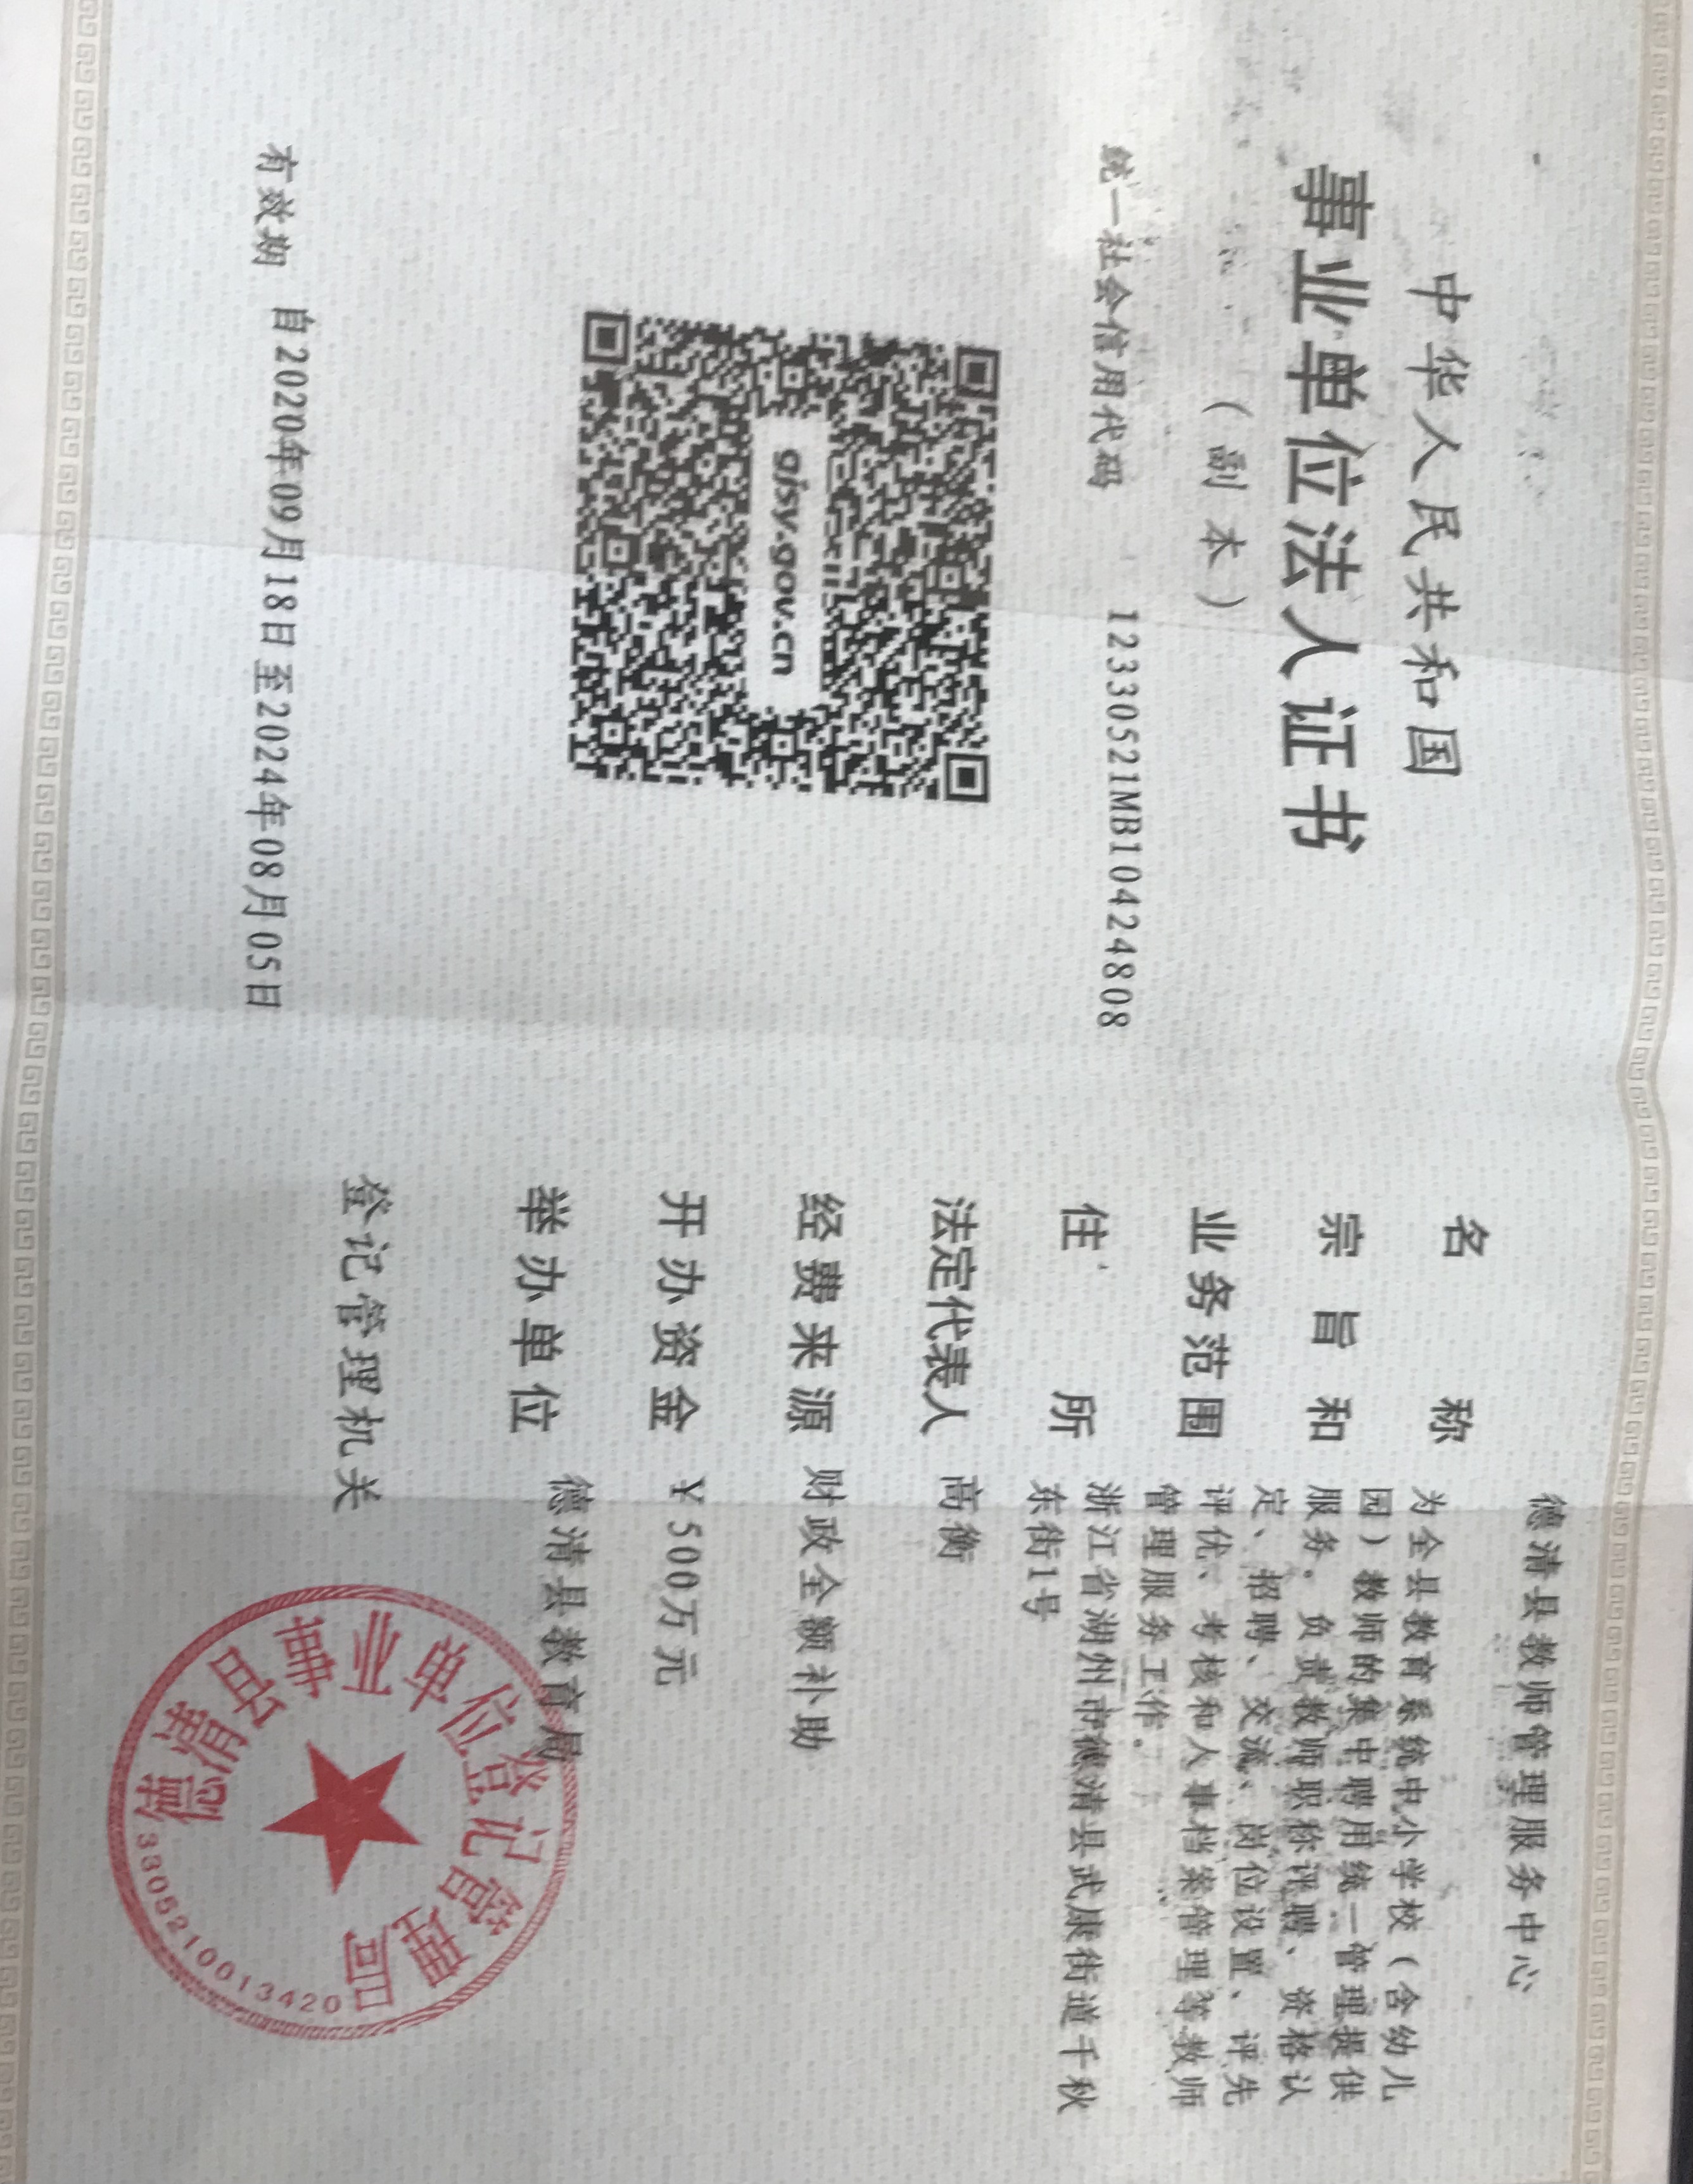 中华人民共和国
事业单位法人证书
（副本）
统一社会信用代码 12330521MB10424808
gjsy.gov.cn
有效期 自2020年09月18日至2024年08月05日
名称 德清县教师管理服务中心
宗旨和
业务范围
为全县教育系统中小学校（含幼儿
园）教师的集中聘用统一管理提供
服务。负责教师职称评聘、资格认
定、招聘、交流、岗位设置、评先
评优、考核和人事档案管理等教师
管理服务工作。
住所 浙江省湖州市德清县武康街道千秋
东街1号
法定代表人 高衡
经费来源 财政全额补助
开办资金 ￥500万元
举办单位 德清县教育局
登记管理机关
德清县事业单位登记管理局
3305210013420